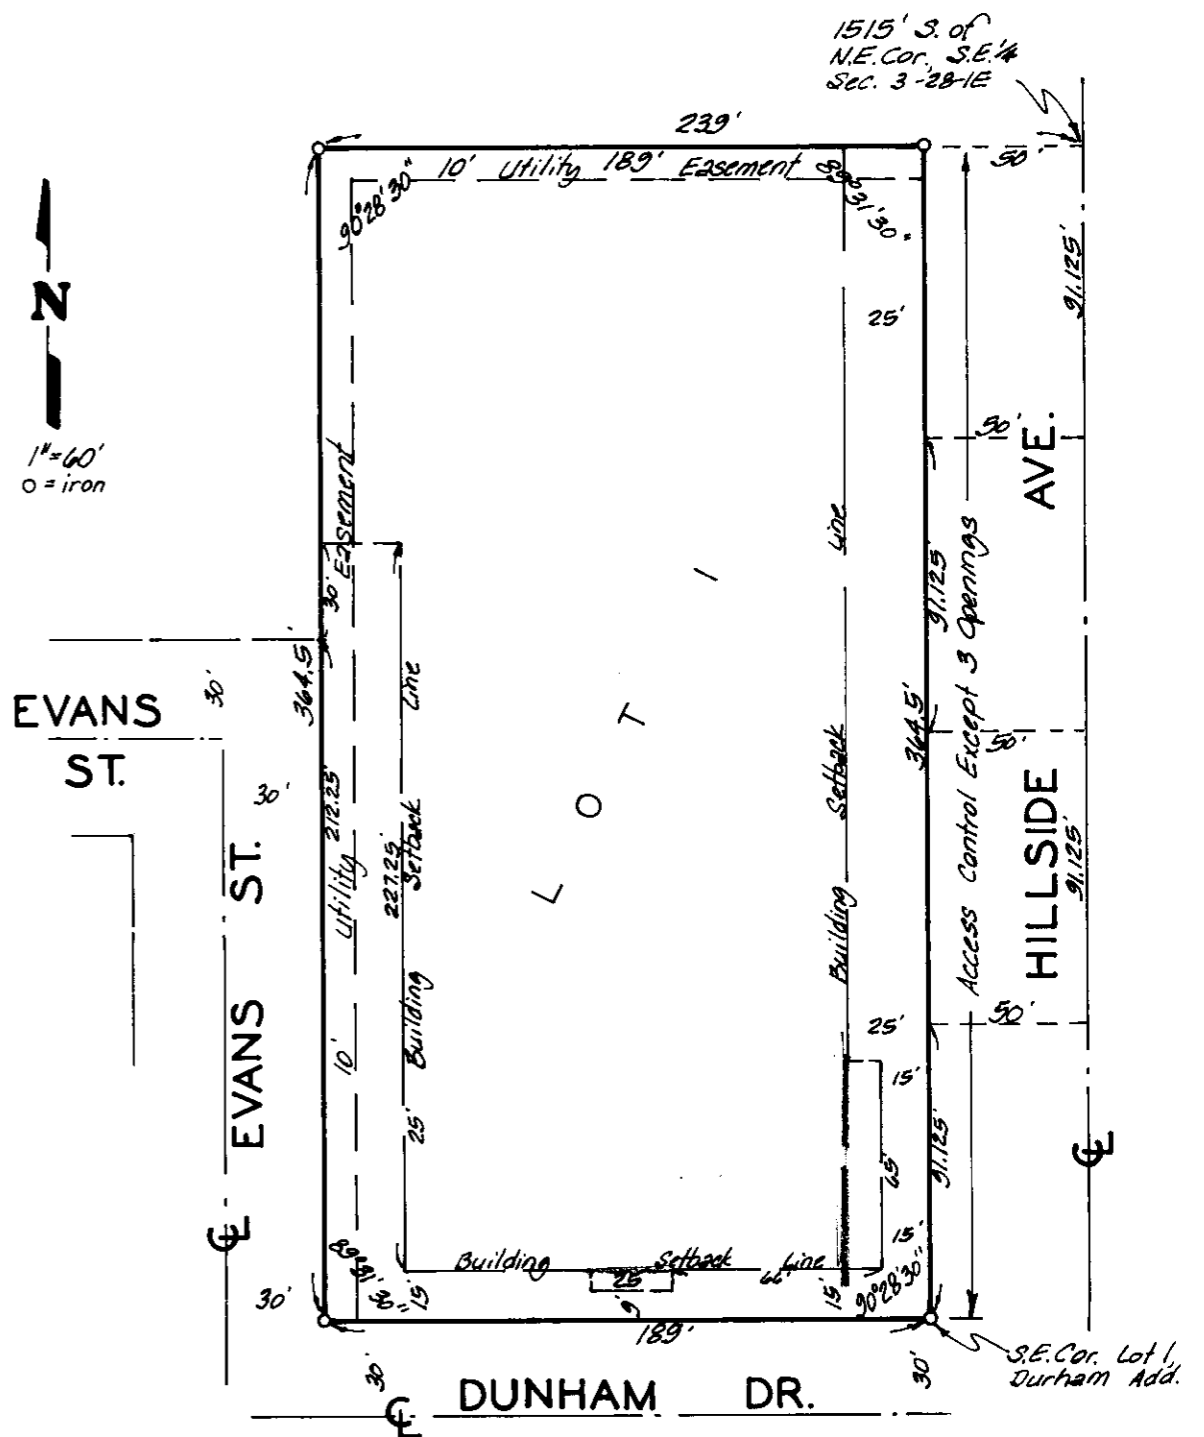 1515' S. of
N.E. Cor. S.E. 1/4
Sec. 3-28-1E
239'
50'
10' Utility 189' Easement
90°28'30"
89°31'30"
91.125'
N
1"=60'
O = iron
25'
50'
AVE.
Easement
Line
30'
91.125
Access Control Except 3 Openings
364.5'
30'
EVANS
ST.
Line
364.5'
50'
LOT 1
Setback
30'
212.25'
Utility
227.25'
Setback
Building
HILLSIDE
91.125'
EVANS ST.
10'
Building
25'
25'
50'
15'
65'
91.125'
15'
℄
℄
89°31'30"
Building Setback Line
25
66'
15'
15'
90°28'30"
9'
30'
189'
S.E. Cor. Lot 1,
Durham Add.
30'
30'
℄
DUNHAM DR.